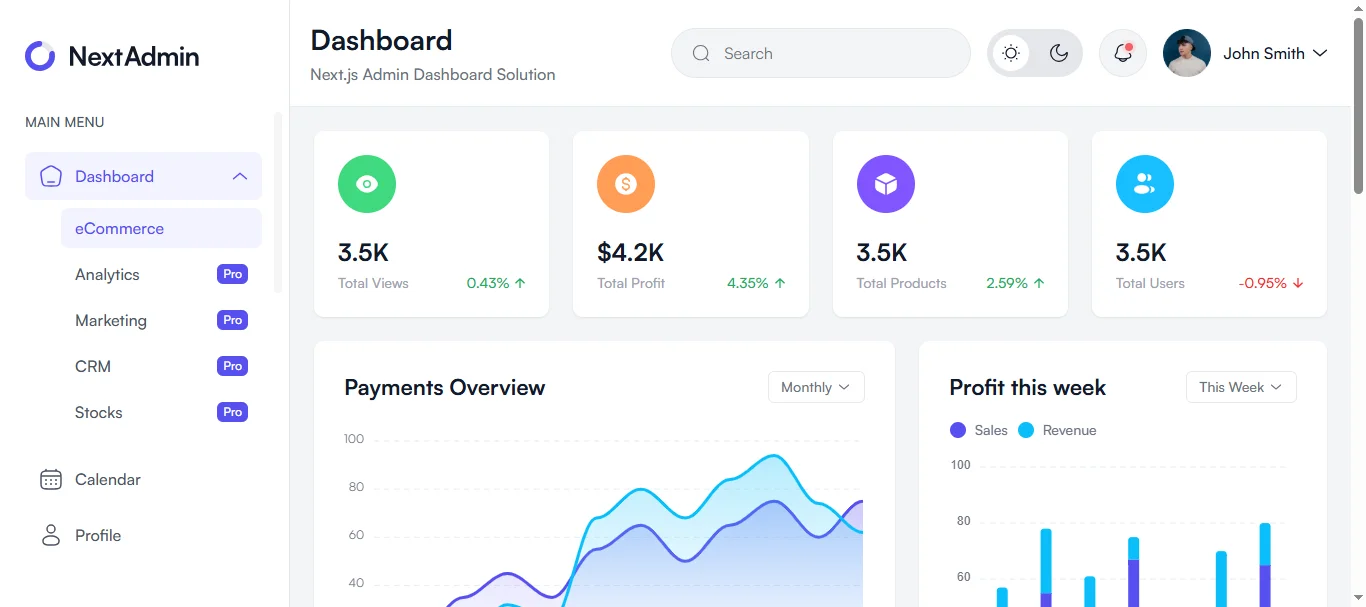 NextAdmin
MAIN MENU
Dashboard
eCommerce
Analytics Pro
Marketing Pro
CRM Pro
Stocks Pro
Calendar
Profile
Dashboard
Next.js Admin Dashboard Solution
Search
John Smith
3.5K
Total Views 0.43%
$4.2K
Total Profit 4.35%
3.5K
Total Products 2.59%
3.5K
Total Users -0.95%
Payments Overview Monthly
100
80
60
40
Profit this week This Week
Sales Revenue
100
80
60